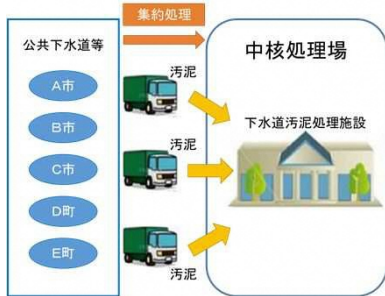 集約処理
公共下水道等
A市
B市
C市
D町
E町
汚泥
汚泥
汚泥
中核処理場
下水道汚泥処理施設